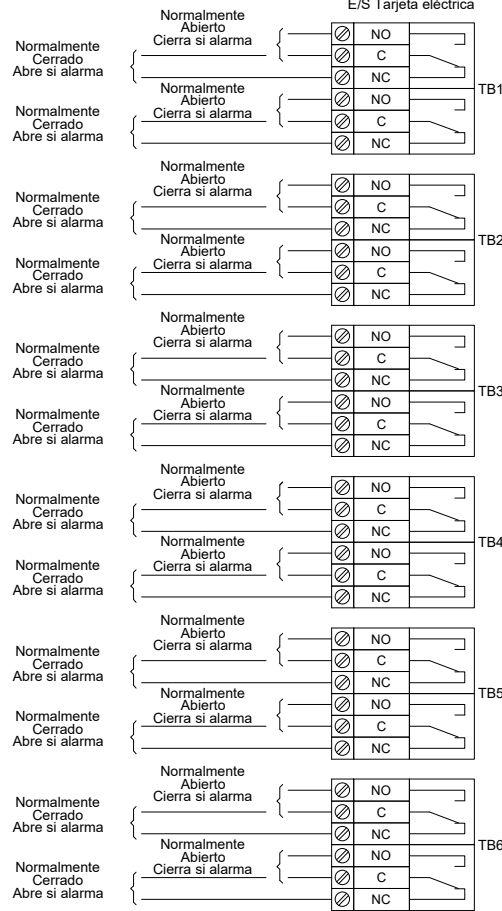 E/S Tarjeta eléctrica
Normalmente
Abierto
Cierra si alarma
NO
Normalmente
Cerrado
Abre si alarma
C
NC
TB1
Normalmente
Abierto
Cierra si alarma
NO
Normalmente
Cerrado
Abre si alarma
C
NC
Normalmente
Abierto
Cierra si alarma
NO
Normalmente
Cerrado
Abre si alarma
C
NC
TB2
Normalmente
Abierto
Cierra si alarma
NO
Normalmente
Cerrado
Abre si alarma
C
NC
Normalmente
Abierto
Cierra si alarma
NO
Normalmente
Cerrado
Abre si alarma
C
NC
TB3
Normalmente
Abierto
Cierra si alarma
NO
Normalmente
Cerrado
Abre si alarma
C
NC
Normalmente
Abierto
Cierra si alarma
NO
Normalmente
Cerrado
Abre si alarma
C
NC
TB4
Normalmente
Abierto
Cierra si alarma
NO
Normalmente
Cerrado
Abre si alarma
C
NC
Normalmente
Abierto
Cierra si alarma
NO
Normalmente
Cerrado
Abre si alarma
C
NC
TB5
Normalmente
Abierto
Cierra si alarma
NO
Normalmente
Cerrado
Abre si alarma
C
NC
Normalmente
Abierto
Cierra si alarma
NO
Normalmente
Cerrado
Abre si alarma
C
NC
TB6
Normalmente
Abierto
Cierra si alarma
NO
Normalmente
Cerrado
Abre si alarma
C
NC